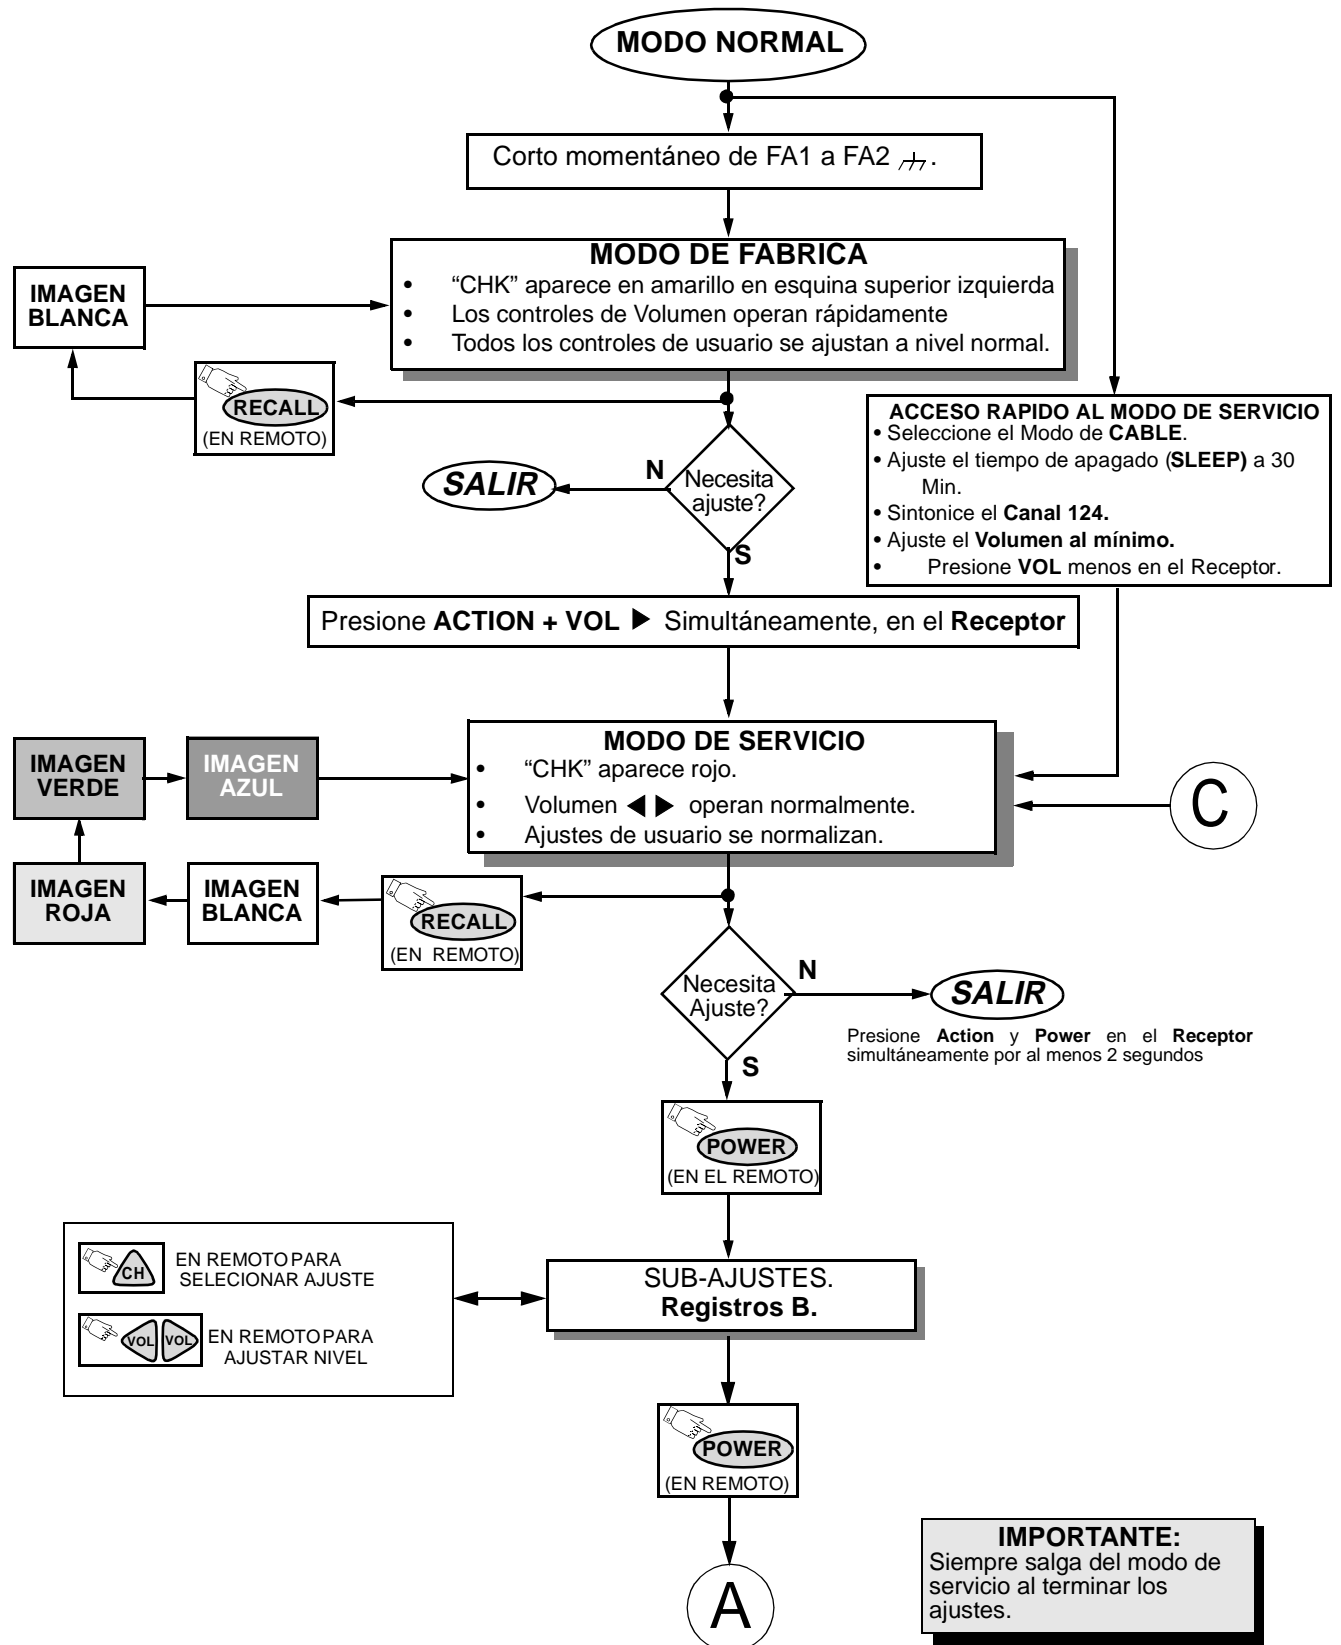 MODO NORMAL
Corto momentáneo de FA1 a FA2 .
MODO DE FABRICA
• “CHK” aparece en amarillo en esquina superior izquierda
• Los controles de Volumen operan rápidamente
• Todos los controles de usuario se ajustan a nivel normal.
IMAGEN
BLANCA
RECALL
(EN REMOTO)
ACCESO RAPIDO AL MODO DE SERVICIO
• Seleccione el Modo de CABLE.
• Ajuste el tiempo de apagado (SLEEP) a 30
Min.
• Sintonice el Canal 124.
• Ajuste el Volumen al mínimo.
• Presione VOL menos en el Receptor.
SALIR
N
Necesita
ajuste?
S
Presione ACTION + VOL ▶ Simultáneamente, en el Receptor
MODO DE SERVICIO
• “CHK” aparece rojo.
• Volumen ◀ ▶ operan normalmente.
• Ajustes de usuario se normalizan.
IMAGEN
VERDE
IMAGEN
AZUL
C
IMAGEN
ROJA
IMAGEN
BLANCA
RECALL
(EN REMOTO)
Necesita
Ajuste?
N
SALIR
Presione Action y Power en el Receptor
simultáneamente por al menos 2 segundos
S
POWER
(EN EL REMOTO)
CH
EN REMOTO PARA
SELECIONAR AJUSTE
VOL VOL
EN REMOTO PARA
AJUSTAR NIVEL
SUB-AJUSTES.
Registros B.
POWER
(EN REMOTO)
A
IMPORTANTE:
Siempre salga del modo de
servicio al terminar los
ajustes.